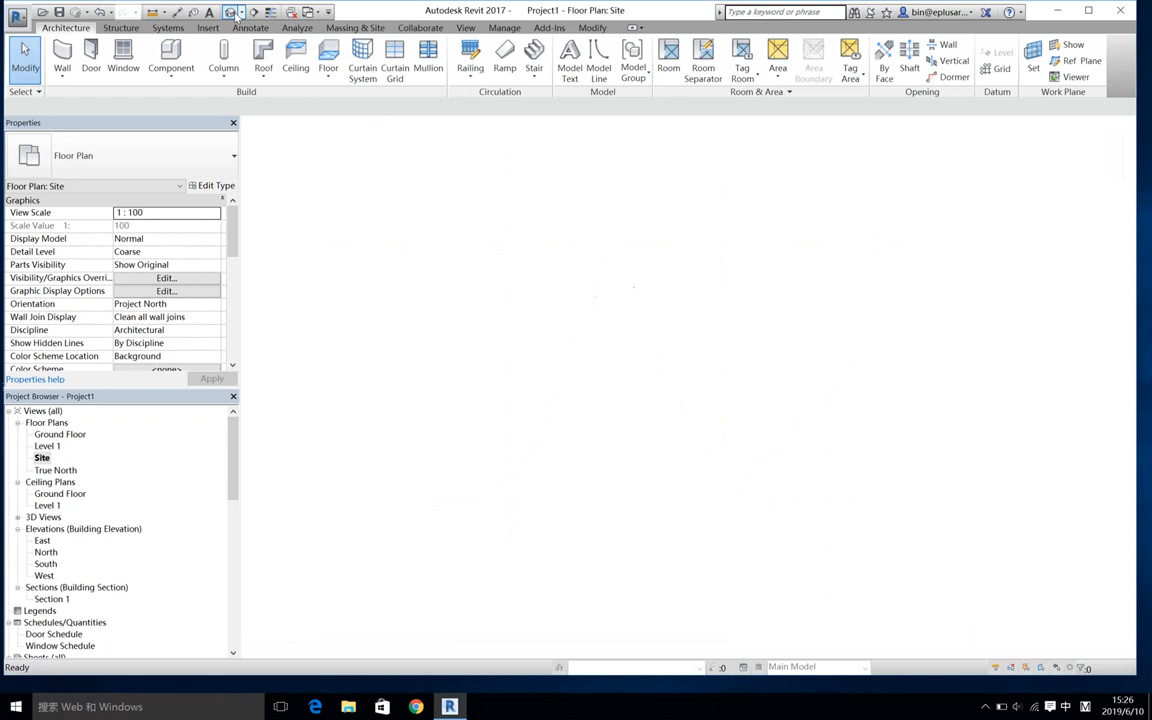 Autodesk Revit 2017 - Project1 - Floor Plan: Site
Type a keyword or phrase
bin@eplusar...
Architecture Structure Systems Insert Annotate Analyze Massing & Site Collaborate View Manage Add-Ins Modify
Modify Wall Door Window Component Column Roof Ceiling Floor Curtain System Curtain Grid Mullion Railing Ramp Stair Model Text Model Line Model Group Room Room Separator Tag Room Area Area Boundary Tag Area By Face Shaft Wall Vertical Dormer Level Grid Set Show Ref Plane Viewer
Select Build Circulation Model Room & Area Opening Datum Work Plane
Properties
Floor Plan
Floor Plan: Site Edit Type
Graphics
View Scale 1 : 100
Scale Value 1: 100
Display Model Normal
Detail Level Coarse
Parts Visibility Show Original
Visibility/Graphics Overri... Edit...
Graphic Display Options Edit...
Orientation Project North
Wall Join Display Clean all wall joins
Discipline Architectural
Show Hidden Lines By Discipline
Color Scheme Location Background
Color Scheme <none>
Properties help Apply
Project Browser - Project1
Views (all)
Floor Plans
Ground Floor
Level 1
Site
True North
Ceiling Plans
Ground Floor
Level 1
3D Views
Elevations (Building Elevation)
East
North
South
West
Sections (Building Section)
Section 1
Legends
Schedules/Quantities
Door Schedule
Window Schedule
Sheets (all)
Ready
:0 Main Model :0
搜索 Web 和 Windows
中 M
15:26
2019/6/10